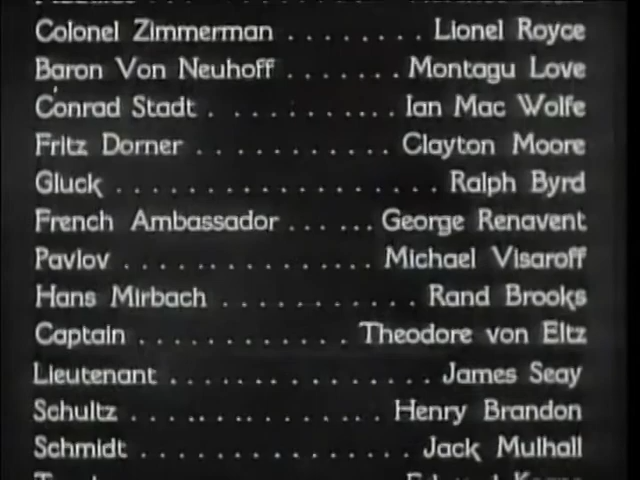 Colonel Zimmerman ........ Lionel Royce
Baron Von Neuhoff ....... Montagu Love
Conrad Stadt .......... Ian Mac Wolfe
Fritz Dorner .......... Clayton Moore
Gluck ................. Ralph Byrd
French Ambassador ...... George Renavent
Pavlov ............. Michael Visaroff
Hans Mirbach .......... Rand Brooks
Captain ............ Theodore von Eltz
Lieutenant .............. James Seay
Schultz .............. Henry Brandon
Schmidt .............. Jack Mulhall